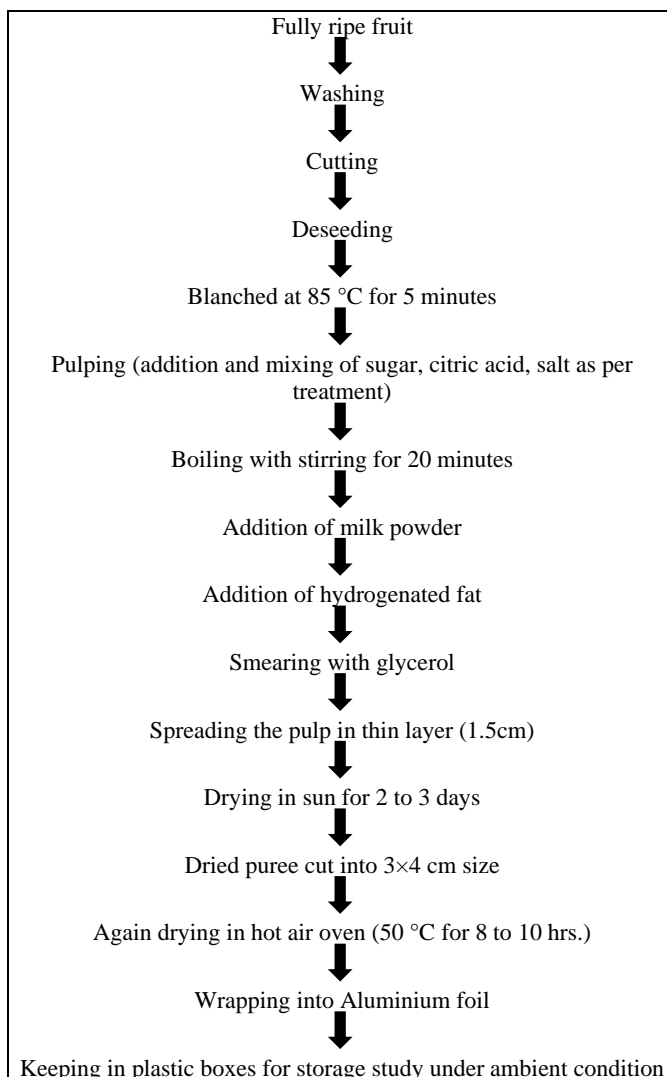 Fully ripe fruit
Washing
Cutting
Deseeding
Blanched at 85 °C for 5 minutes
Pulping (addition and mixing of sugar, citric acid, salt as per
treatment)
Boiling with stirring for 20 minutes
Addition of milk powder
Addition of hydrogenated fat
Smearing with glycerol
Spreading the pulp in thin layer (1.5cm)
Drying in sun for 2 to 3 days
Dried puree cut into 3×4 cm size
Again drying in hot air oven (50 °C for 8 to 10 hrs.)
Wrapping into Aluminium foil
Keeping in plastic boxes for storage study under ambient condition